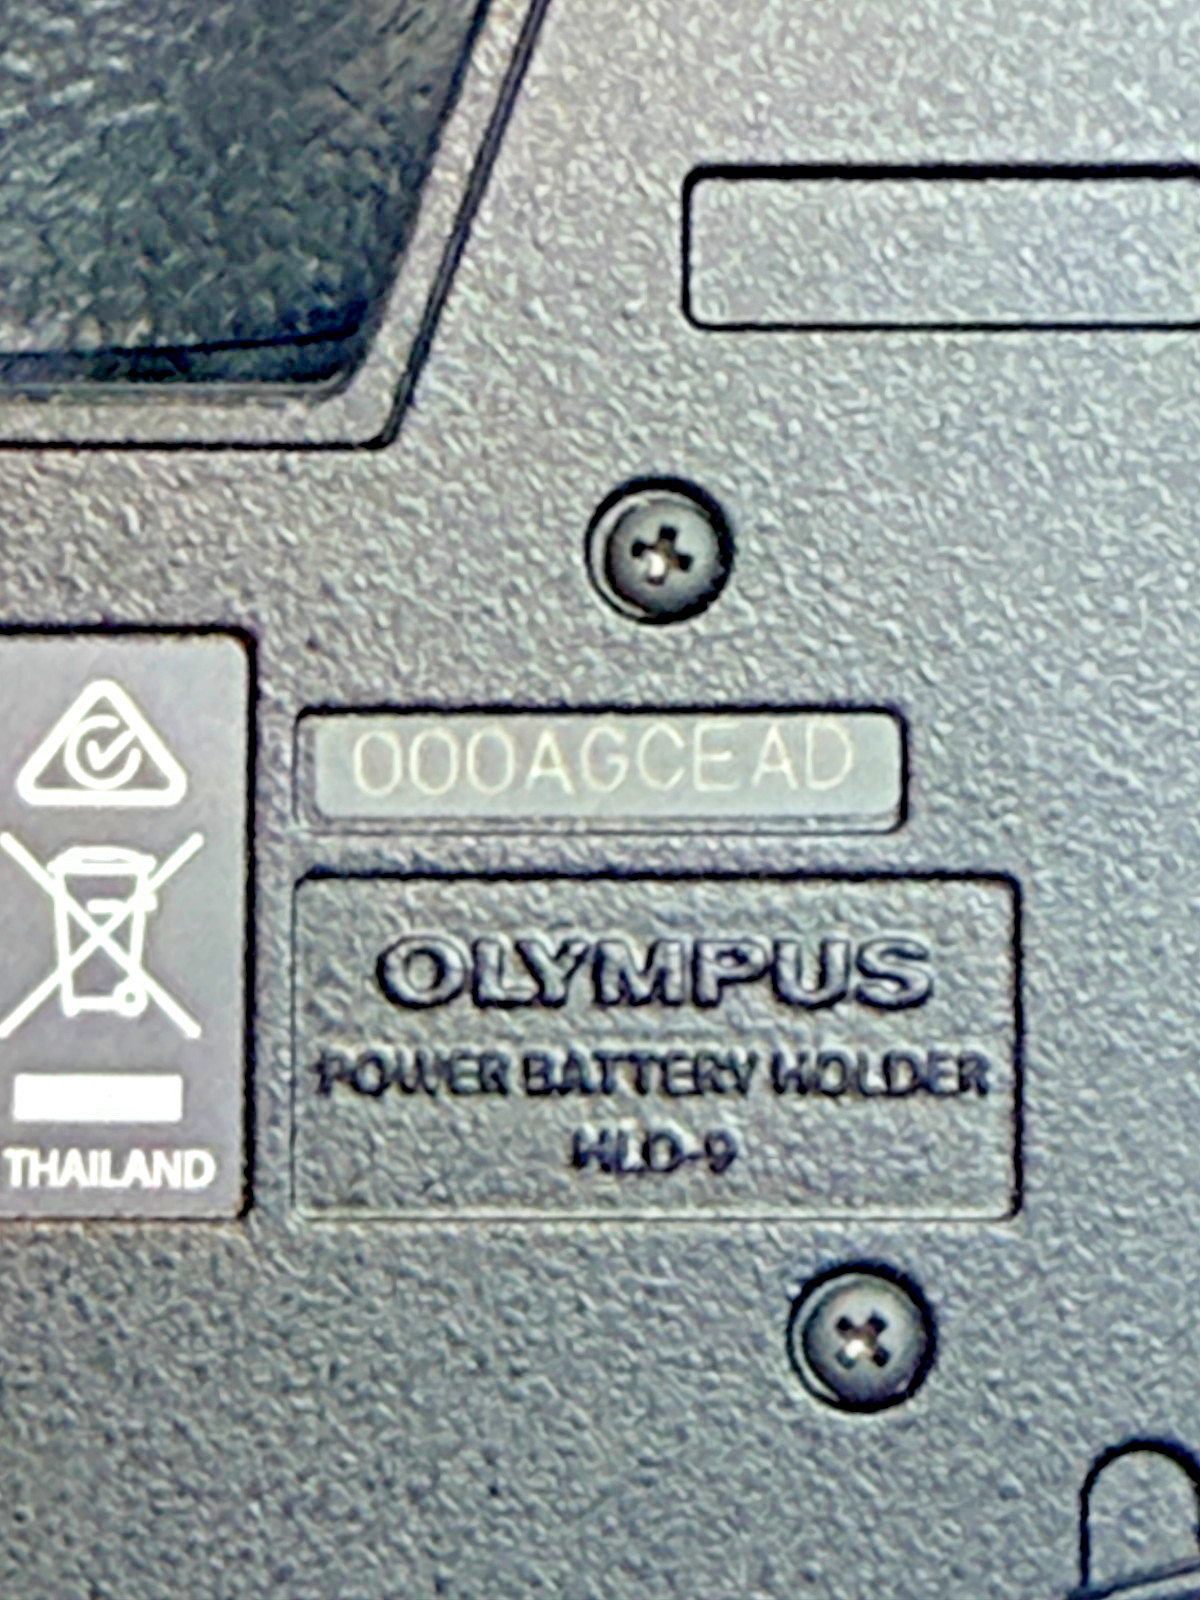 000AGCEAD
OLYMPUS
POWER BATTERY HOLDER
HLD-9
THAILAND